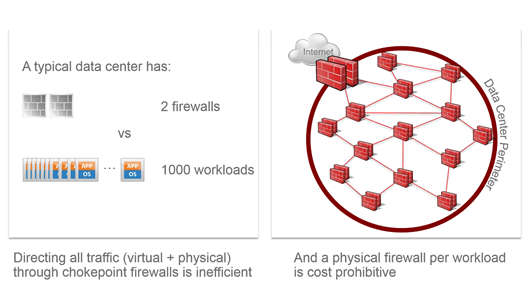 A typical data center has:
2 firewalls
vs
APP APP
OS OS
...
1000 workloads
Directing all traffic (virtual + physical)
through chokepoint firewalls is inefficient
Internet
Data Center Perimeter
And a physical firewall per workload
is cost prohibitive